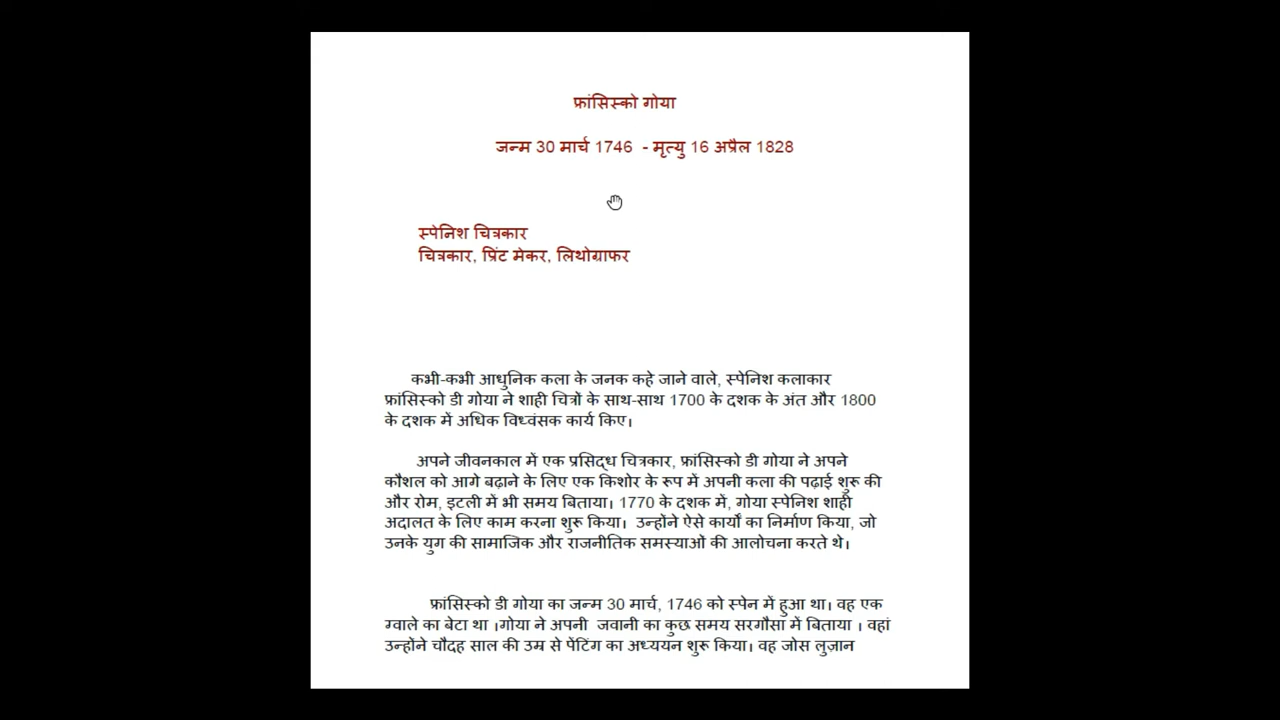 फ्रांसिस्को गोया
जन्म 30 मार्च 1746 - मृत्यु 16 अप्रैल 1828
स्पेनिश चित्रकार
चित्रकार, प्रिंट मेकर, लिथोग्राफर
कभी-कभी आधुनिक कला के जनक कहे जाने वाले, स्पेनिश कलाकार
फ्रांसिस्को डी गोया ने शाही चित्रों के साथ-साथ 1700 के दशक के अंत और 1800
के दशक में अधिक विध्वंसक कार्य किए।
अपने जीवनकाल में एक प्रसिद्ध चित्रकार, फ्रांसिस्को डी गोया ने अपने
कौशल को आगे बढ़ाने के लिए एक किशोर के रूप में अपनी कला की पढ़ाई शुरू की
और रोम, इटली में भी समय बिताया। 1770 के दशक में, गोया स्पेनिश शाही
अदालत के लिए काम करना शुरू किया। उन्होंने ऐसे कार्यों का निर्माण किया, जो
उनके युग की सामाजिक और राजनीतिक समस्याओं की आलोचना करते थे।
फ्रांसिस्को डी गोया का जन्म 30 मार्च, 1746 को स्पेन में हुआ था। वह एक
ग्वाले का बेटा था ।गोया ने अपनी जवानी का कुछ समय सरगौसा में बिताया । वहां
उन्होंने चौदह साल की उम्र से पेंटिंग का अध्ययन शुरू किया। वह जोस लुज़ान